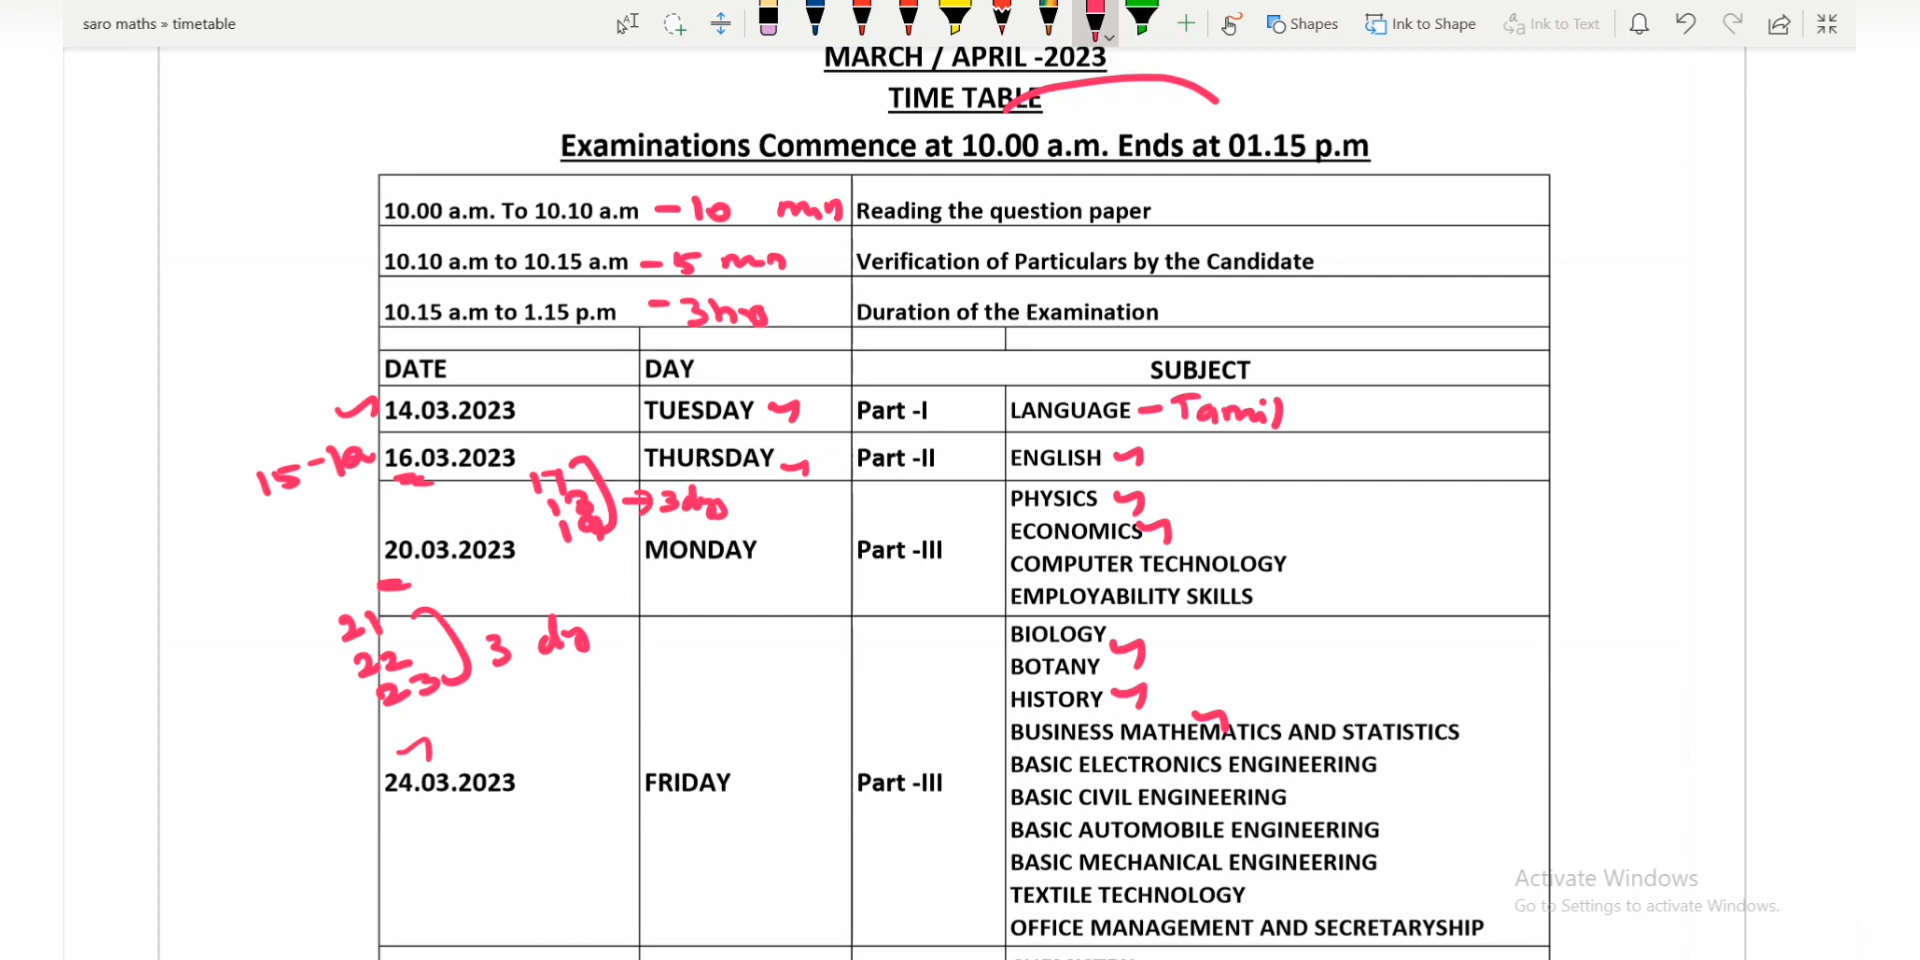 saro maths » timetable
Shapes
Ink to Shape
Ink to Text
MARCH / APRIL -2023
TIME TABLE
Examinations Commence at 10.00 a.m. Ends at 01.15 p.m
10.00 a.m. To 10.10 a.m - 10 min Reading the question paper
10.10 a.m to 10.15 a.m - 5 min Verification of Particulars by the Candidate
10.15 a.m to 1.15 p.m - 3hrs Duration of the Examination
DATE DAY SUBJECT
14.03.2023 TUESDAY Part -I LANGUAGE - Tamil
15 - 16.03.2023 THURSDAY Part -II ENGLISH
17
18
19
→ 3 day
20.03.2023 MONDAY Part -III
PHYSICS
ECONOMICS
COMPUTER TECHNOLOGY
EMPLOYABILITY SKILLS
21
22
23
3 day
24.03.2023 FRIDAY Part -III
BIOLOGY
BOTANY
HISTORY
BUSINESS MATHEMATICS AND STATISTICS
BASIC ELECTRONICS ENGINEERING
BASIC CIVIL ENGINEERING
BASIC AUTOMOBILE ENGINEERING
BASIC MECHANICAL ENGINEERING
TEXTILE TECHNOLOGY
OFFICE MANAGEMENT AND SECRETARYSHIP
Activate Windows
Go to Settings to activate Windows.